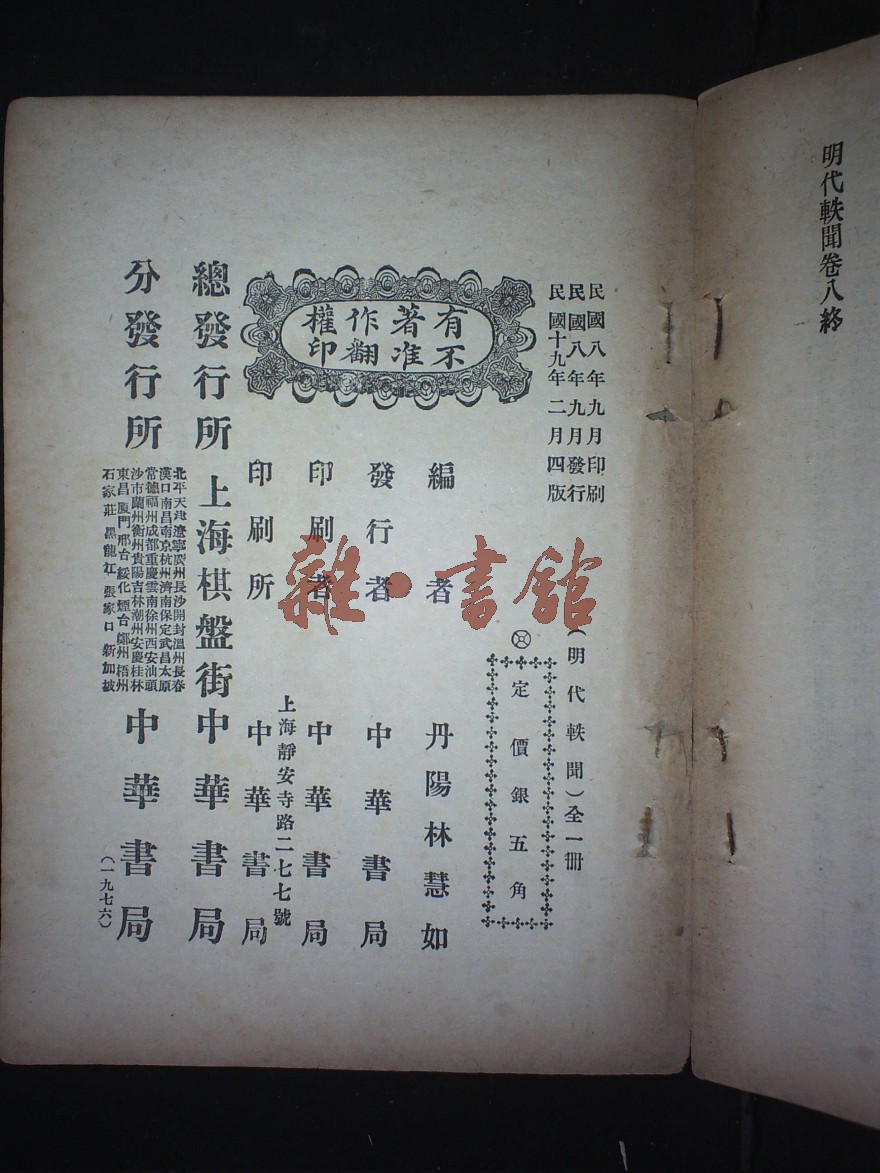 明代軼聞卷八終
民國八年九月印刷
民國八年九月發行
民國十九年二月四版
(明代軼聞)全一冊
定價銀五角
有著作權
不准翻印
編者 丹陽林慧如
發行者 中華書局
印刷者 中華書局
上海靜安寺路二七七號
印刷所 中華書局
總發行所 上海棋盤街 中華書局
分發行所
北平天津遼寧 州長沙開封溫州長春
漢口南昌南京杭州濟南保定武昌太原
常德福州成都重慶雲南徐州西安汕頭
沙市蘭州衡州貴陽吉林潮州安慶桂林
東昌廈門邢台綏化煙台鄭州梧州
石家莊黑龍江張家口新加坡
中華書局
(一九七六)
雜·書館